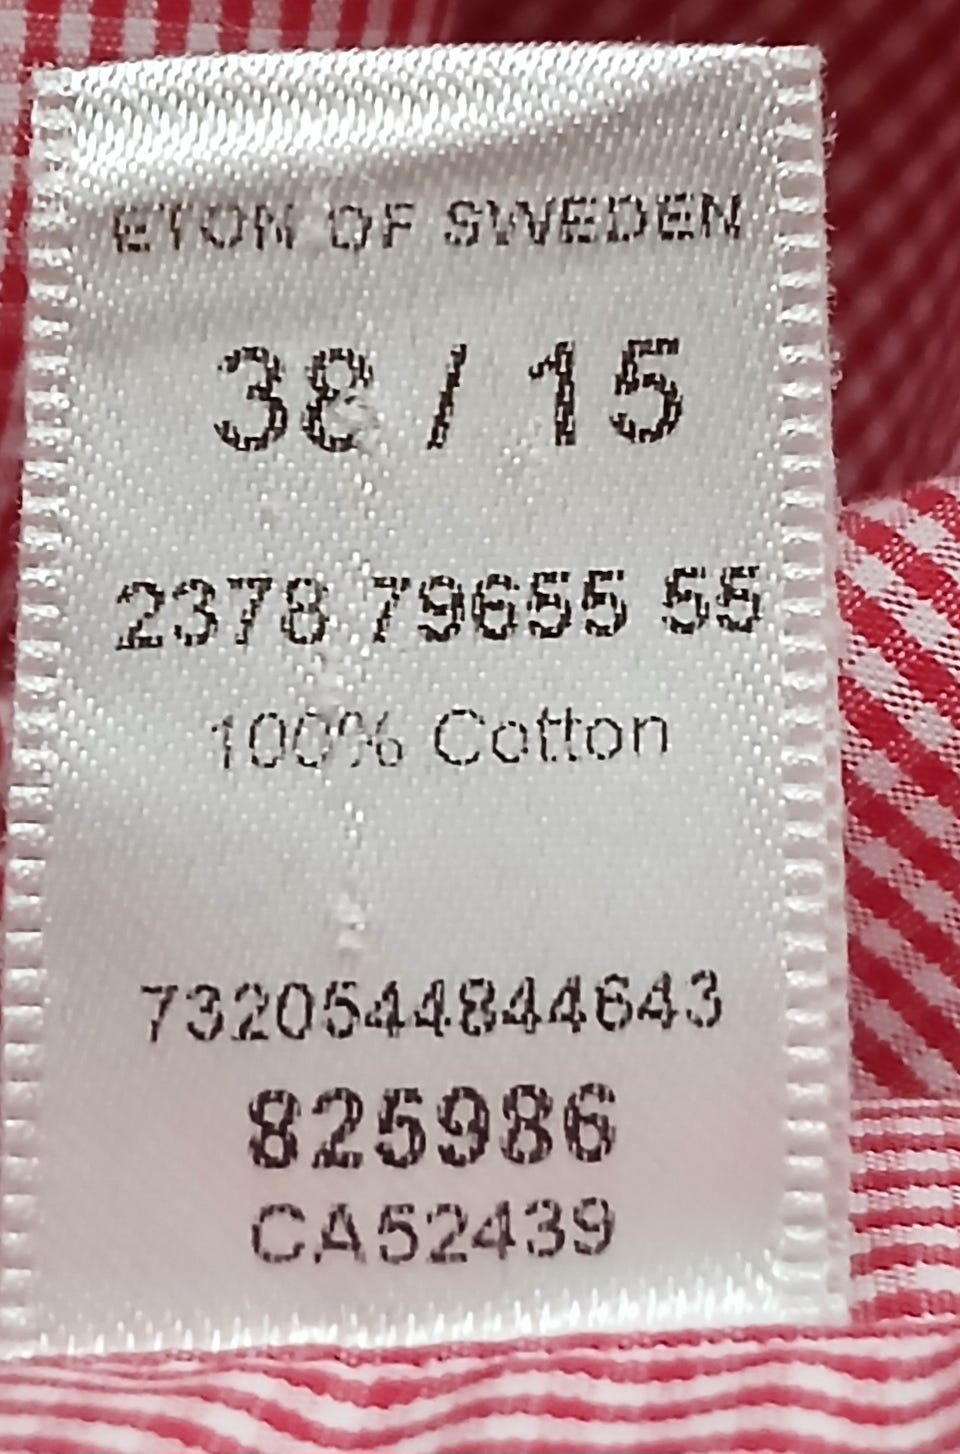 ETON OF SWEDEN
38 / 15
2378 79655 55
100% Cotton
7320544844643
825986
CA52439